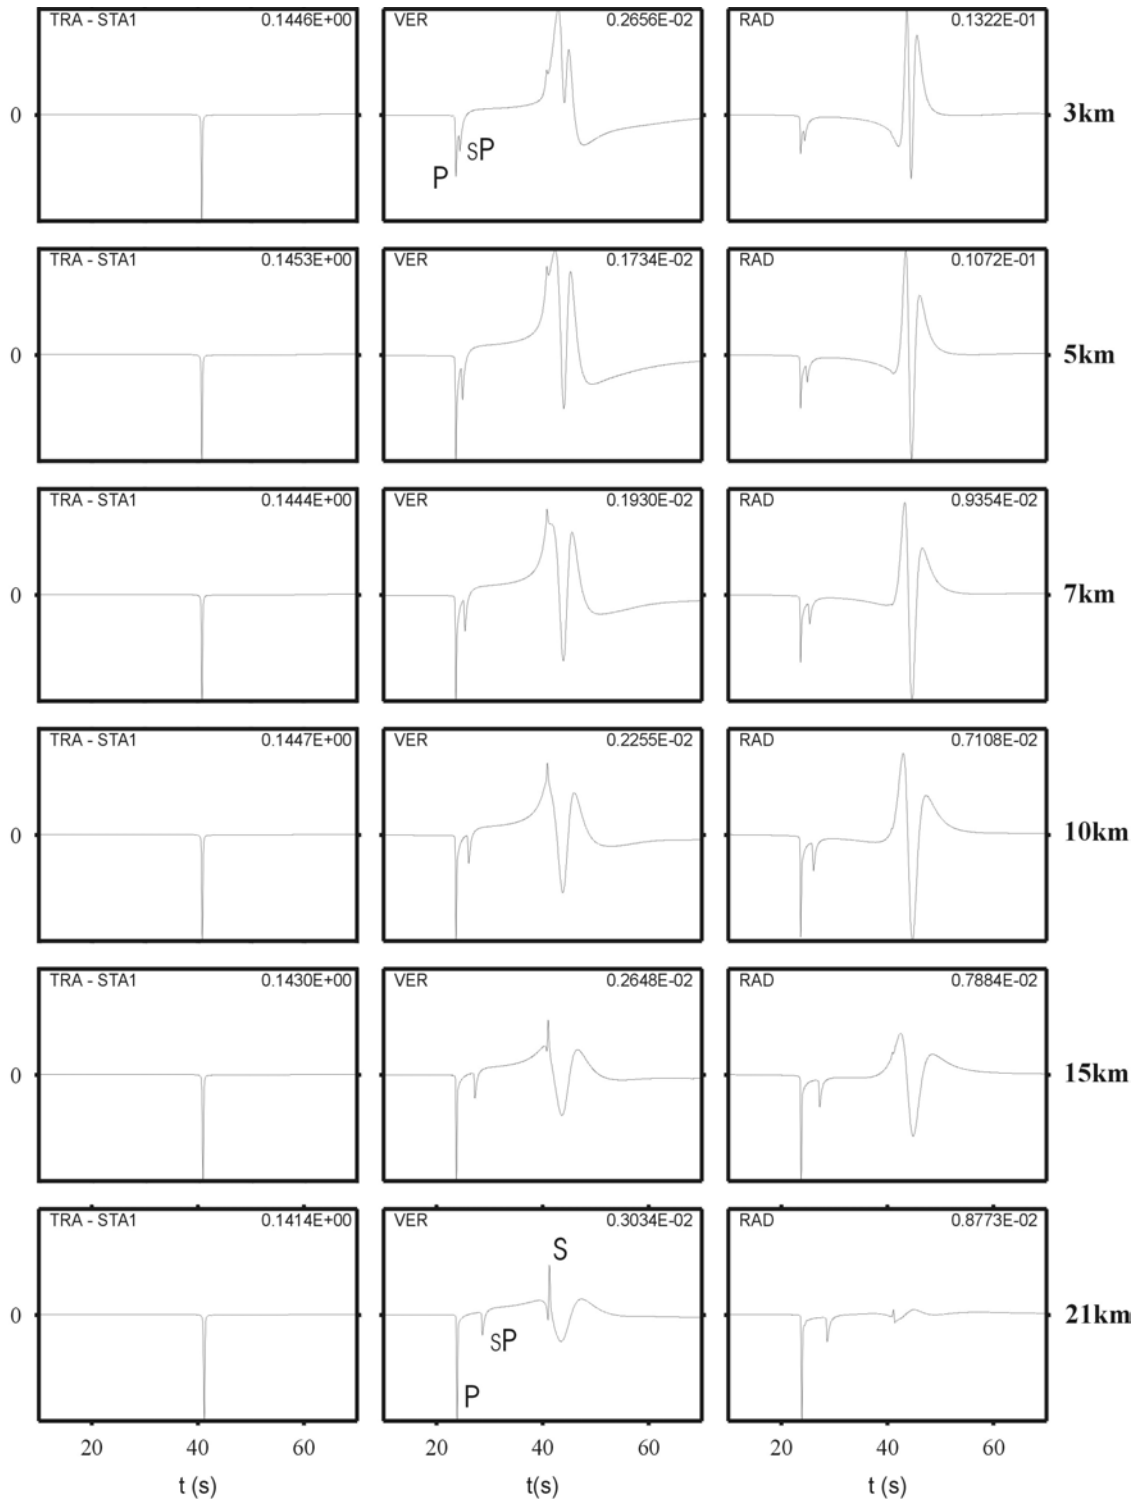 TRA - STA1 0.1446E+00 VER 0.2656E-02 RAD 0.1322E-01
0 3km
sP
P
TRA - STA1 0.1453E+00 VER 0.1734E-02 RAD 0.1072E-01
0 5km
TRA - STA1 0.1444E+00 VER 0.1930E-02 RAD 0.9354E-02
0 7km
TRA - STA1 0.1447E+00 VER 0.2255E-02 RAD 0.7108E-02
0 10km
TRA - STA1 0.1430E+00 VER 0.2648E-02 RAD 0.7884E-02
0 15km
TRA - STA1 0.1414E+00 VER 0.3034E-02 RAD 0.8773E-02
S
0 21km
sP
P
20 40 60 20 40 60 20 40 60
t (s) t(s) t (s)